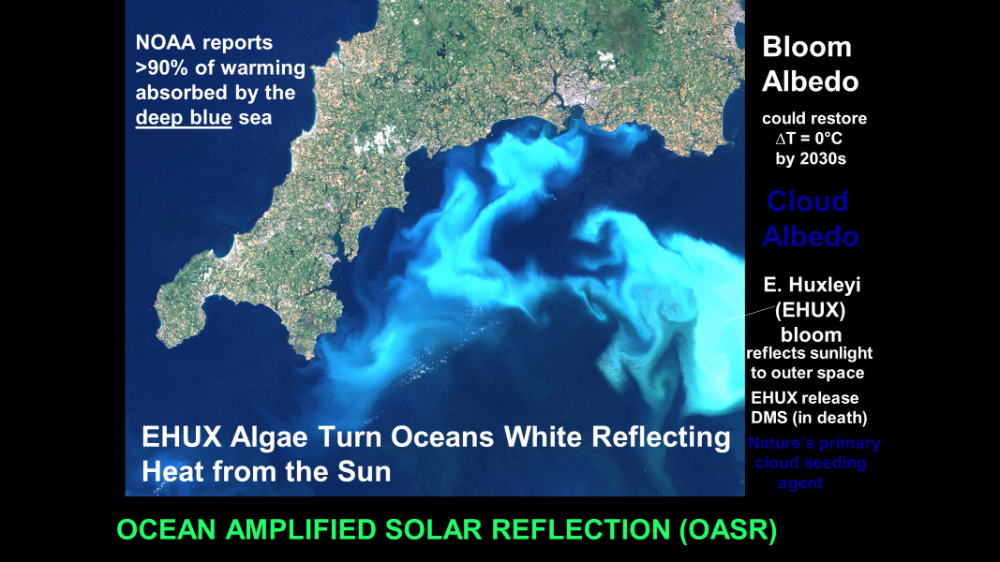 NOAA reports
>90% of warming
absorbed by the
deep blue sea
EHUX Algae Turn Oceans White Reflecting
Heat from the Sun
Bloom
Albedo
could restore
∆T = 0°C
by 2030s
Cloud
Albedo
E. Huxleyi
(EHUX)
bloom
reflects sunlight
to outer space
EHUX release
DMS (in death)
Nature's primary
cloud seeding
agent
OCEAN AMPLIFIED SOLAR REFLECTION (OASR)